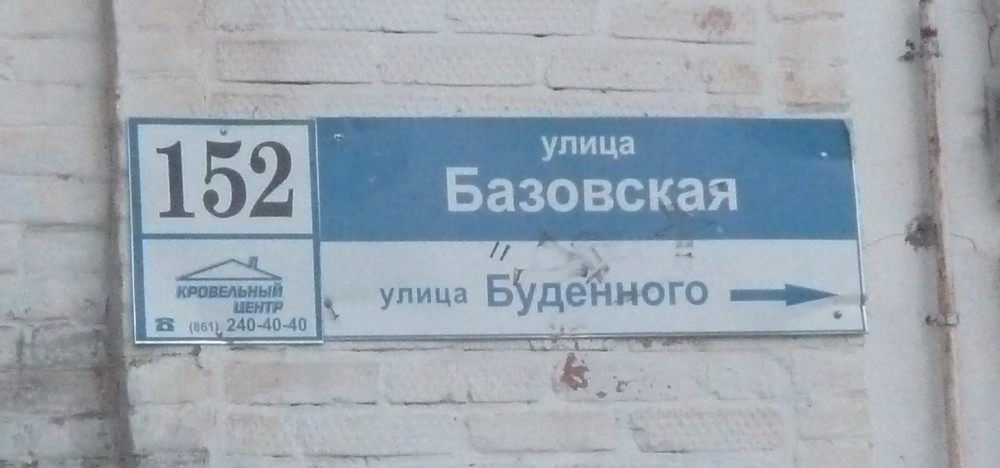 152
улица
Базовская
улица Буденного
КРОВЕЛЬНЫЙ
ЦЕНТР
(861) 240-40-40